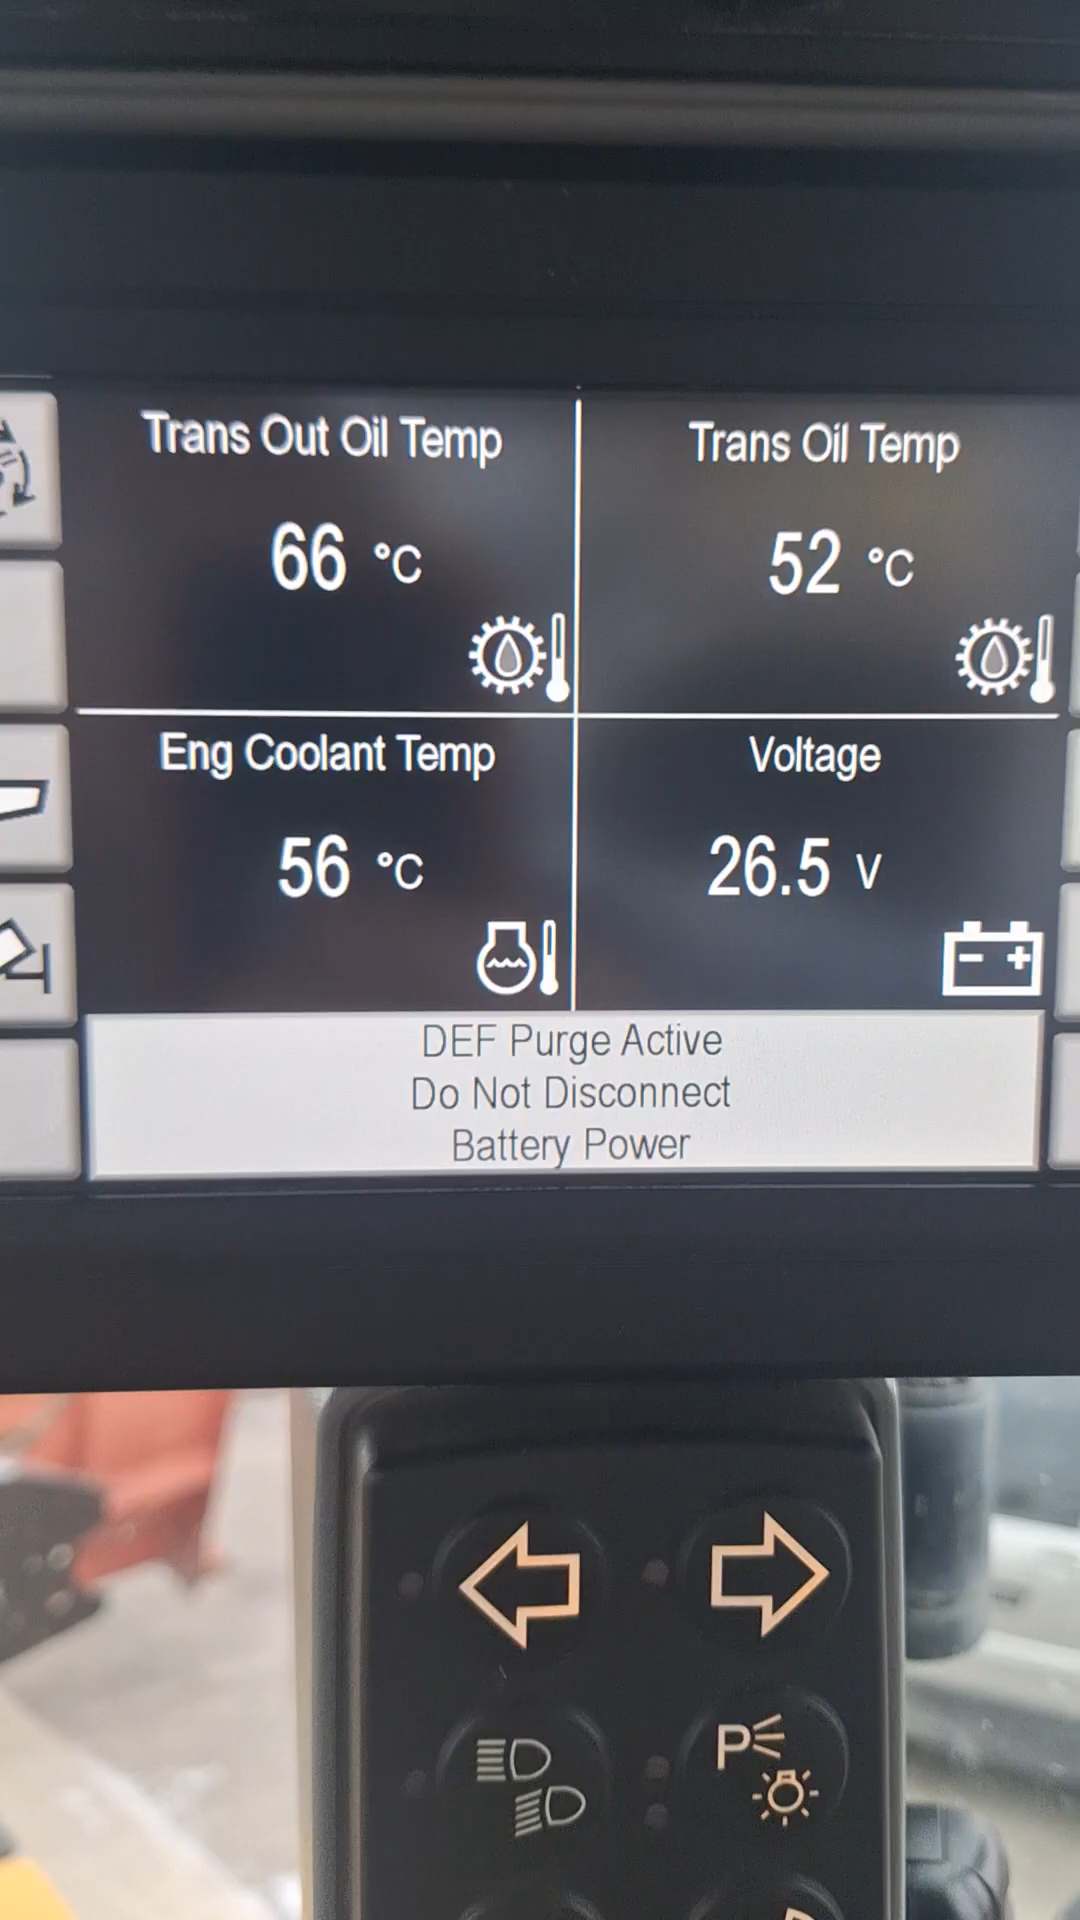 Trans Out Oil Temp
66 °C
Trans Oil Temp
52 °C
Eng Coolant Temp
56 °C
Voltage
26.5 V
- +
DEF Purge Active
Do Not Disconnect
Battery Power
P